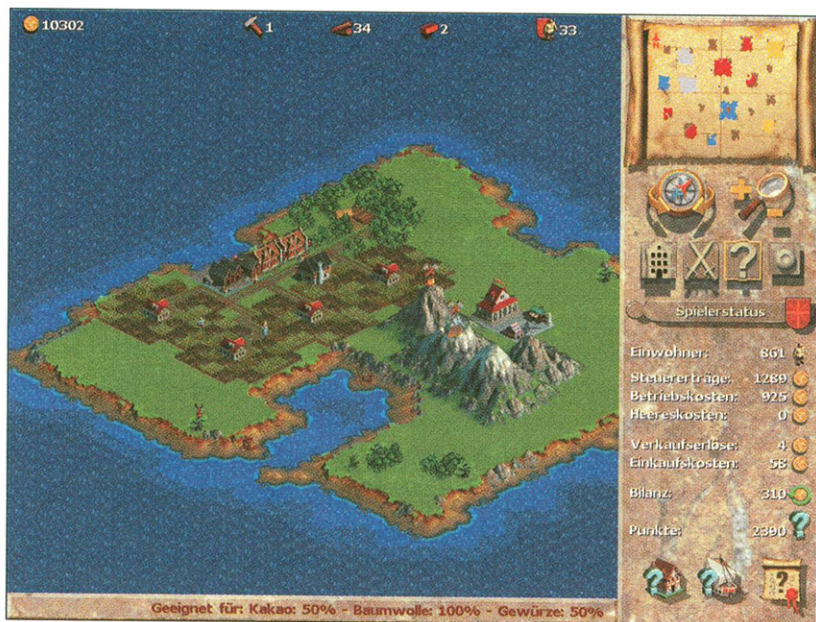 10302
1
34
2
33
Spielerstatus
Einwohner: 861
Steuererträge: 1289
Betriebskosten: 925
Heereskosten: 0
Verkaufserlöse: 4
Einkaufskosten: 58
Bilanz: 310
Punkte: 2390
Geeignet für: Kakao: 50% - Baumwolle: 100% - Gewürze: 50%